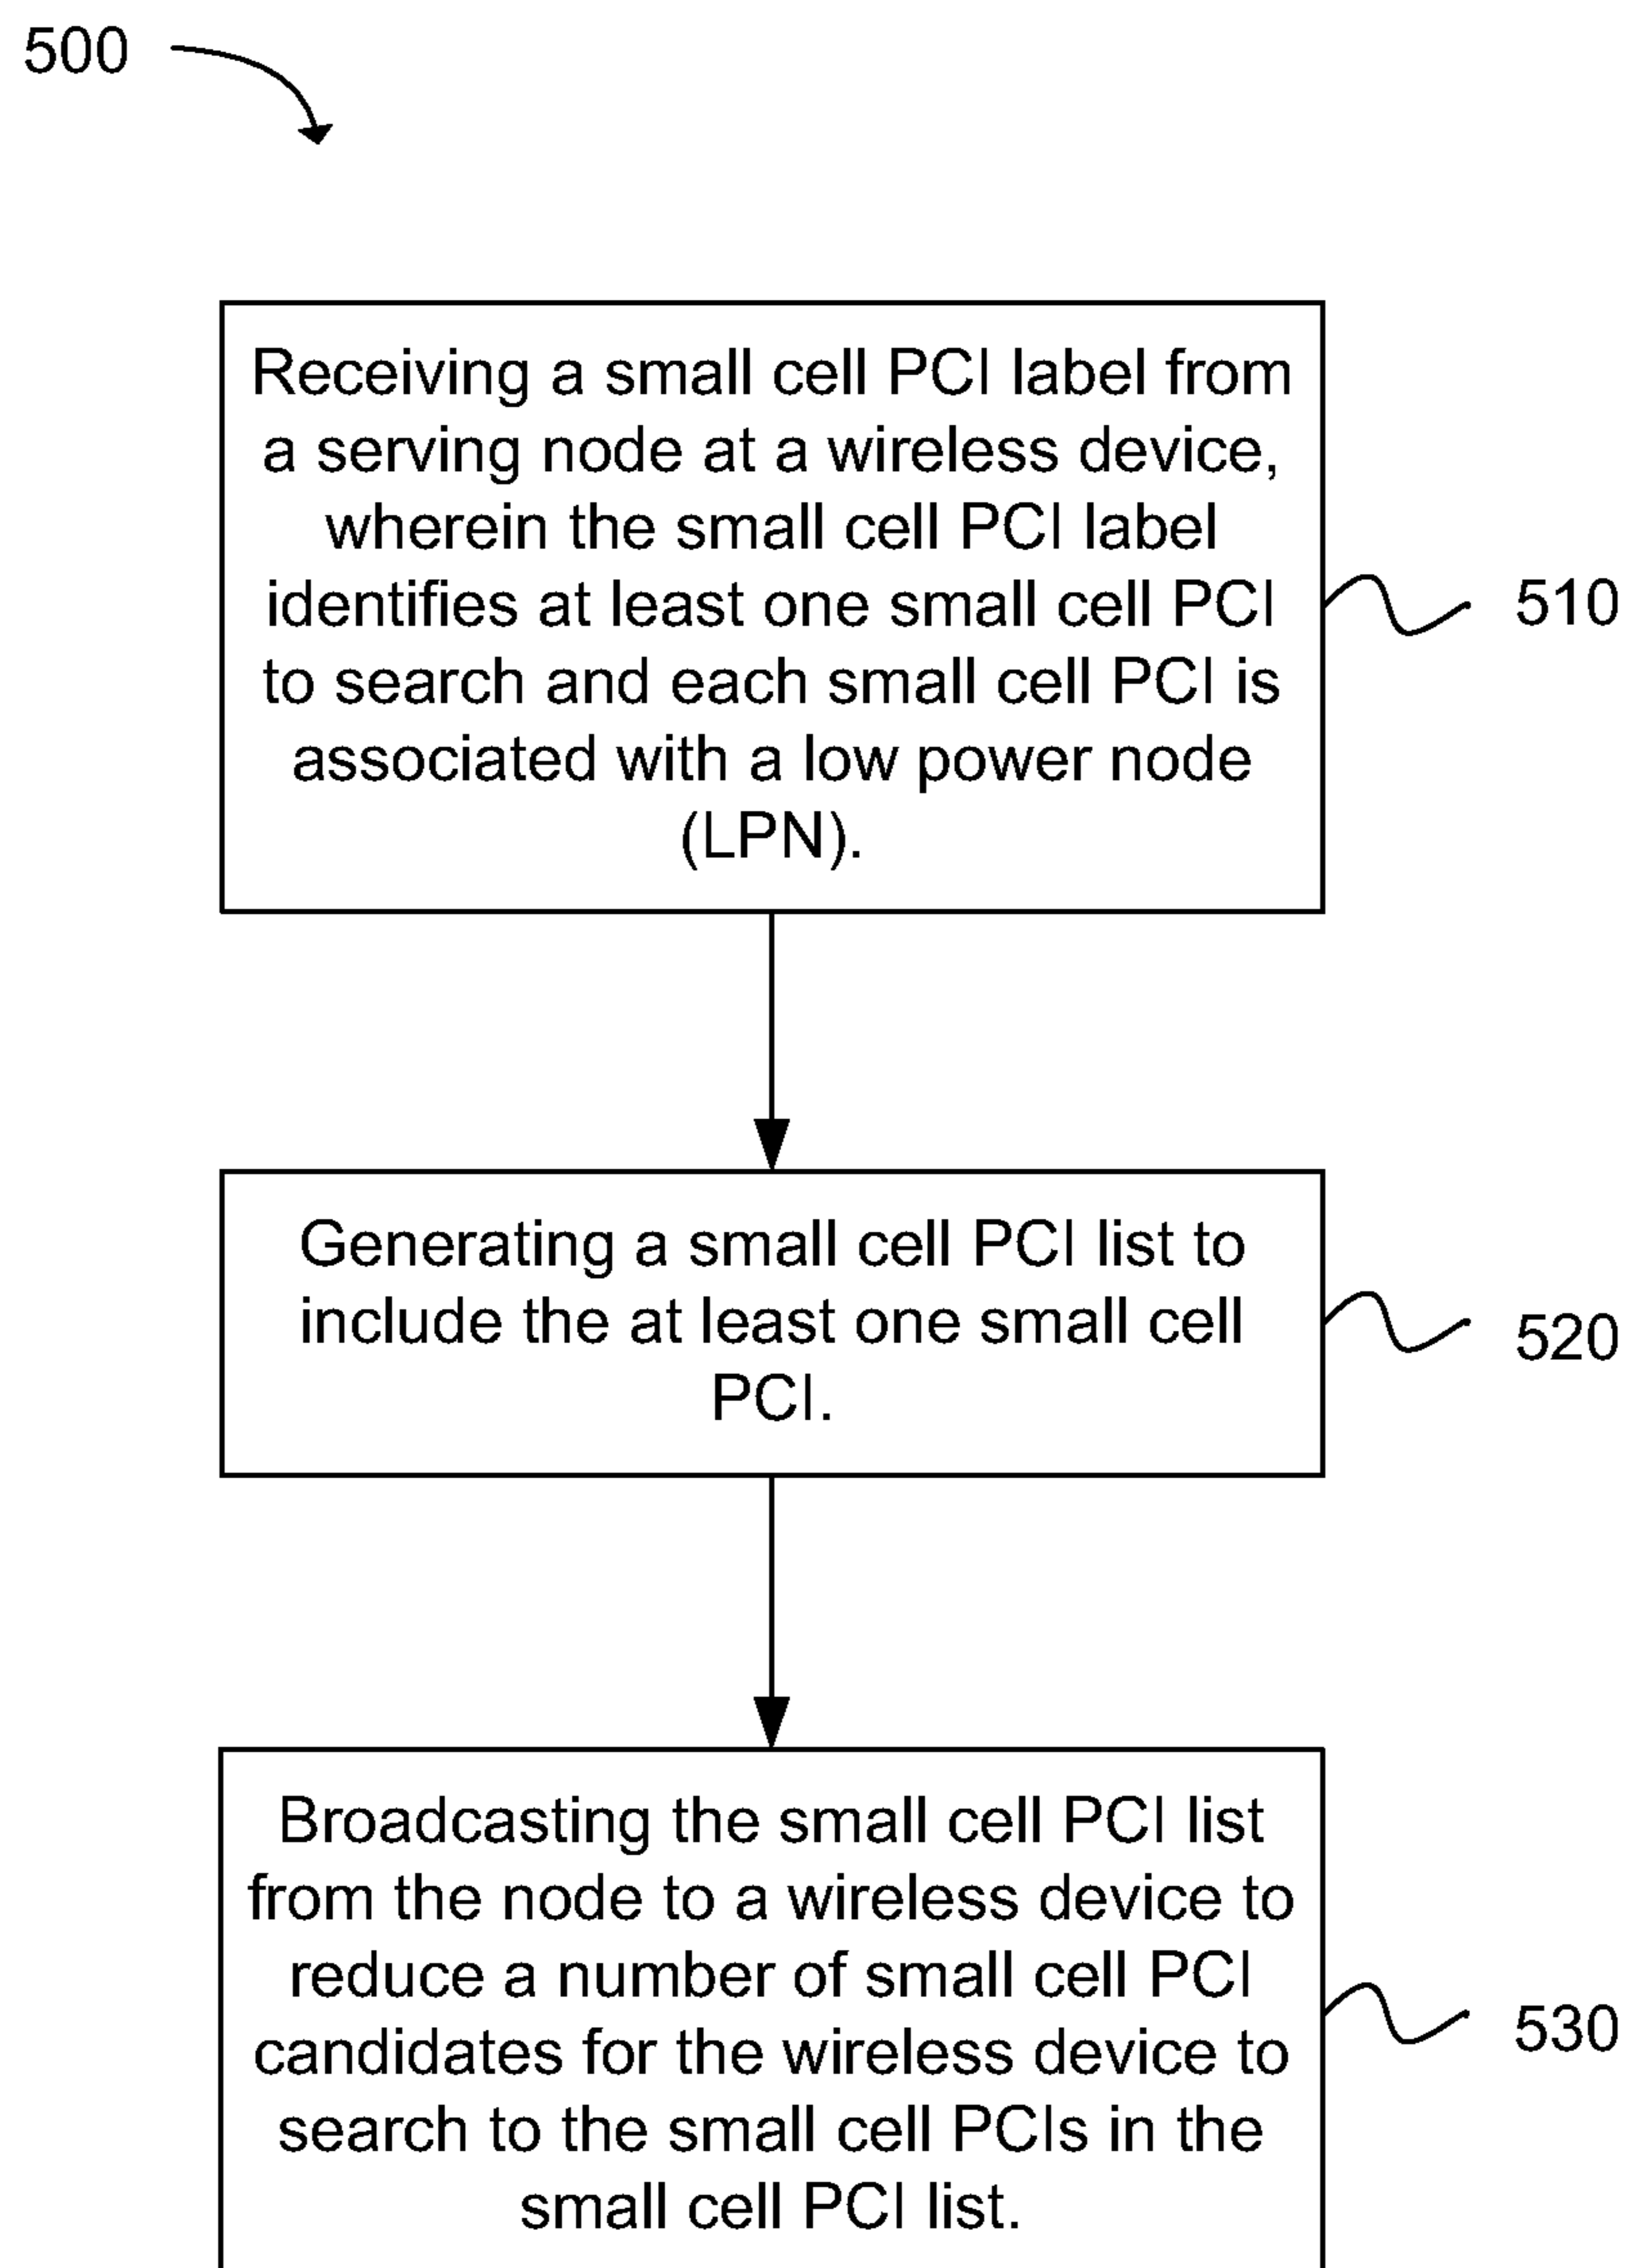 500
Receiving a small cell PCI label from
a serving node at a wireless device,
wherein the small cell PCI label
identifies at least one small cell PCI
to search and each small cell PCI is
associated with a low power node
(LPN).
510
Generating a small cell PCI list to
include the at least one small cell
PCI.
520
Broadcasting the small cell PCI list
from the node to a wireless device to
reduce a number of small cell PCI
candidates for the wireless device to
search to the small cell PCIs in the
small cell PCI list.
530